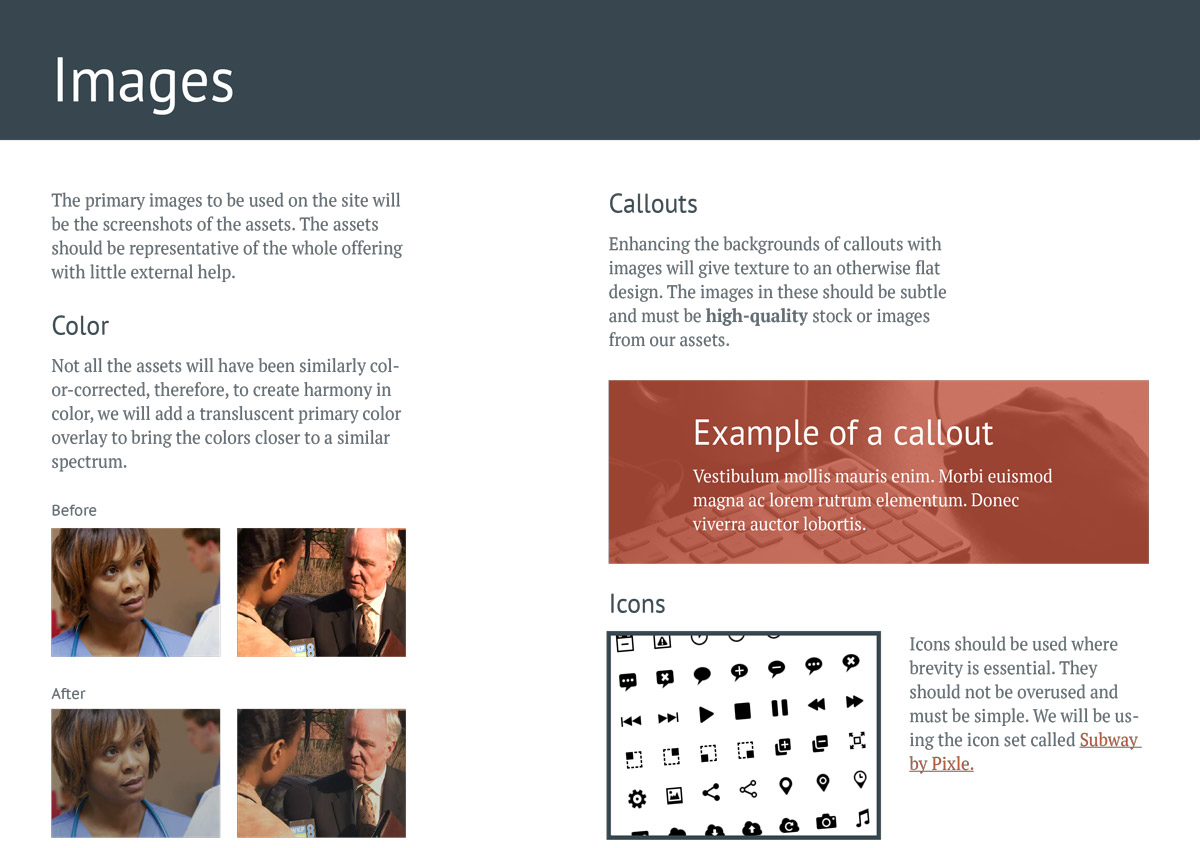 Images
The primary images to be used on the site will
be the screenshots of the assets. The assets
should be representative of the whole offering
with little external help.
Color
Not all the assets will have been similarly col-
or-corrected, therefore, to create harmony in
color, we will add a transluscent primary color
overlay to bring the colors closer to a similar
spectrum.
Before
After
Callouts
Enhancing the backgrounds of callouts with
images will give texture to an otherwise flat
design. The images in these should be subtle
and must be high-quality stock or images
from our assets.
Example of a callout
Vestibulum mollis mauris enim. Morbi euismod
magna ac lorem rutrum elementum. Donec
viverra auctor lobortis.
Icons
Icons should be used where
brevity is essential. They
should not be overused and
must be simple. We will be us-
ing the icon set called Subway
by Pixle.